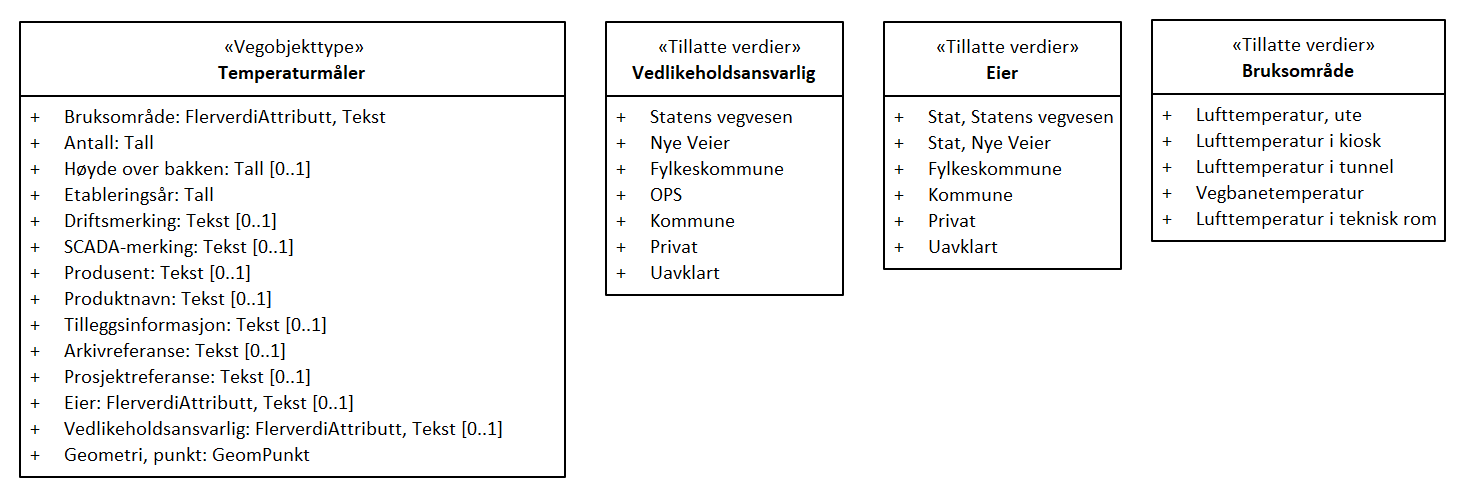 «Vegobjekttype»
Temperaturmåler
+ Bruksområde: FlerverdiAttributt, Tekst
+ Antall: Tall
+ Høyde over bakken: Tall [0..1]
+ Etableringsår: Tall
+ Driftsmerking: Tekst [0..1]
+ SCADA-merking: Tekst [0..1]
+ Produsent: Tekst [0..1]
+ Produktnavn: Tekst [0..1]
+ Tilleggsinformasjon: Tekst [0..1]
+ Arkivreferanse: Tekst [0..1]
+ Prosjektreferanse: Tekst [0..1]
+ Eier: FlerverdiAttributt, Tekst [0..1]
+ Vedlikeholdsansvarlig: FlerverdiAttributt, Tekst [0..1]
+ Geometri, punkt: GeomPunkt
«Tillatte verdier»
Vedlikeholdsansvarlig
+ Statens vegvesen
+ Nye Veier
+ Fylkeskommune
+ OPS
+ Kommune
+ Privat
+ Uavklart
«Tillatte verdier»
Eier
+ Stat, Statens vegvesen
+ Stat, Nye Veier
+ Fylkeskommune
+ Kommune
+ Privat
+ Uavklart
«Tillatte verdier»
Bruksområde
+ Lufttemperatur, ute
+ Lufttemperatur i kiosk
+ Lufttemperatur i tunnel
+ Vegbanetemperatur
+ Lufttemperatur i teknisk rom